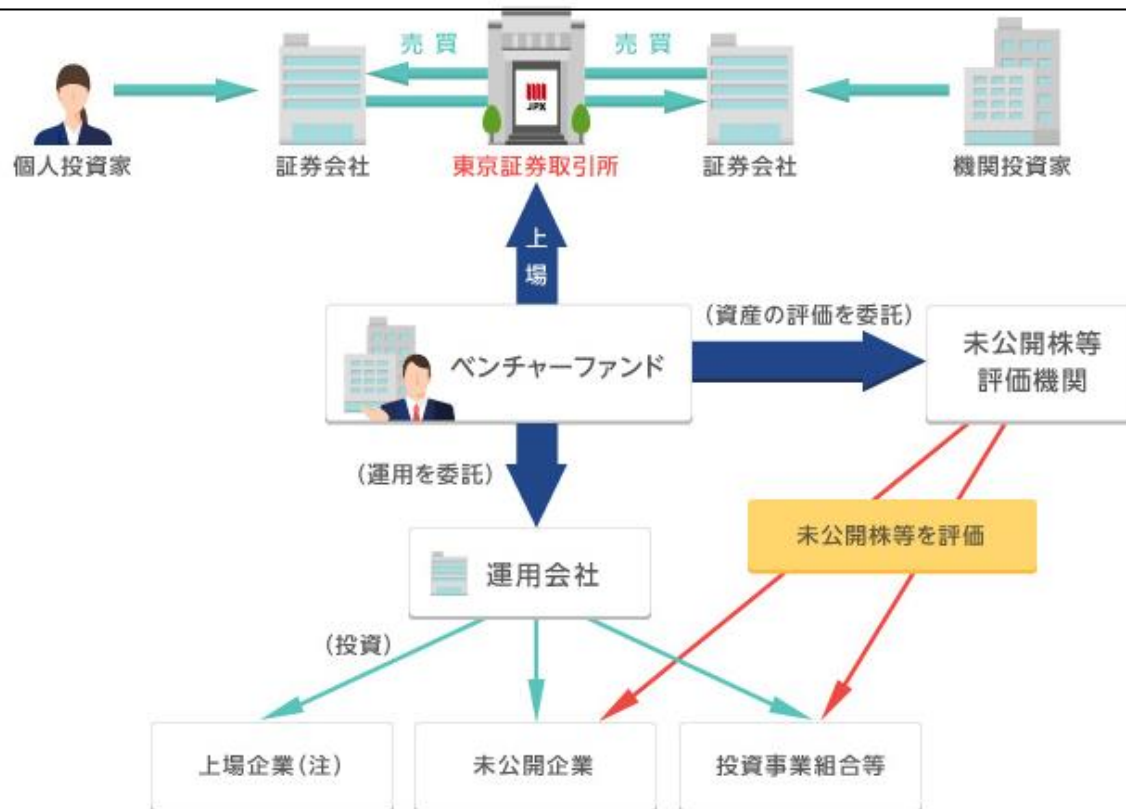 売買
売買
JPX
個人投資家
証券会社
東京証券取引所
証券会社
機関投資家
上
場
(資産の評価を委託)
ベンチャーファンド
未公開株等
評価機関
(運用を委託)
未公開株等を評価
運用会社
(投資)
上場企業(注)
未公開企業
投資事業組合等